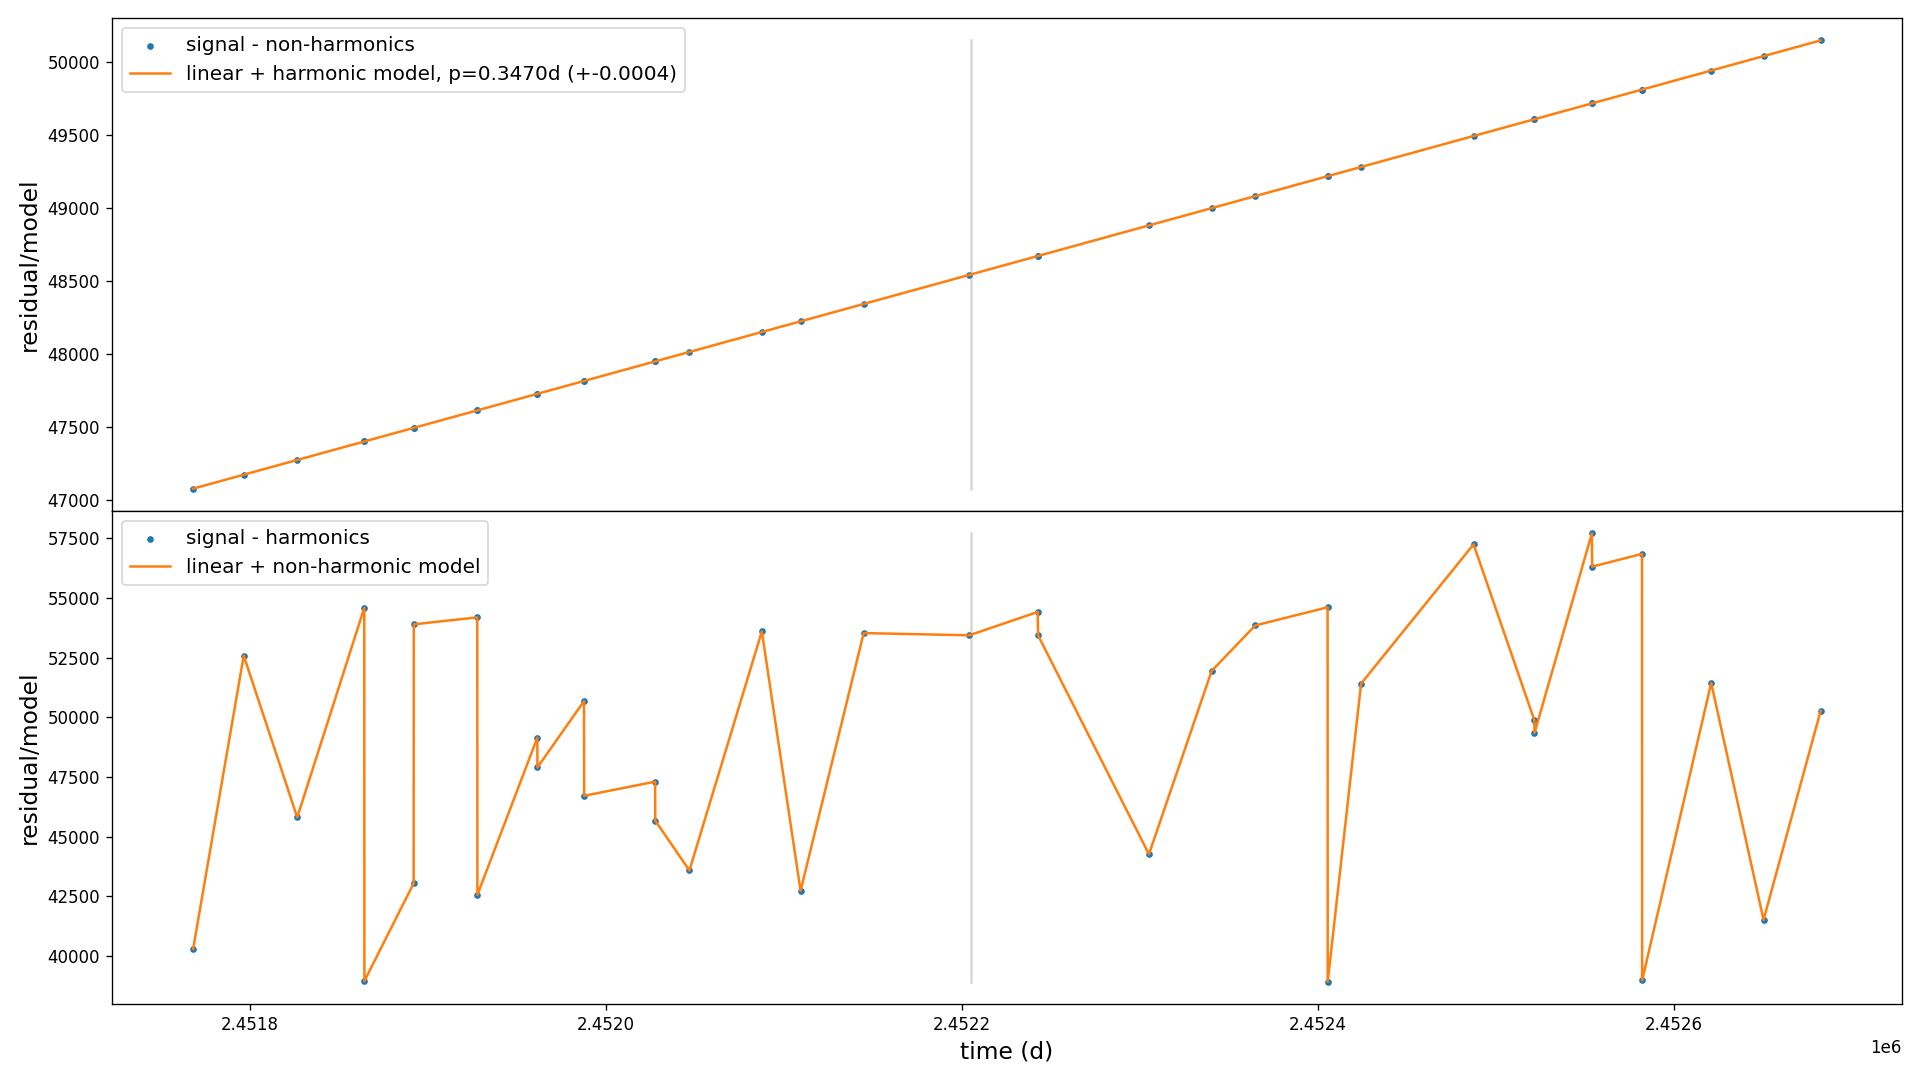 signal - non-harmonics
linear + harmonic model, p=0.3470d (+-0.0004)
50000
49500
49000
48500
48000
47500
47000
residual/model
signal - harmonics
linear + non-harmonic model
57500
55000
52500
50000
47500
45000
42500
40000
residual/model
2.4518
2.4520
2.4522
2.4524
2.4526
time (d)
1e6